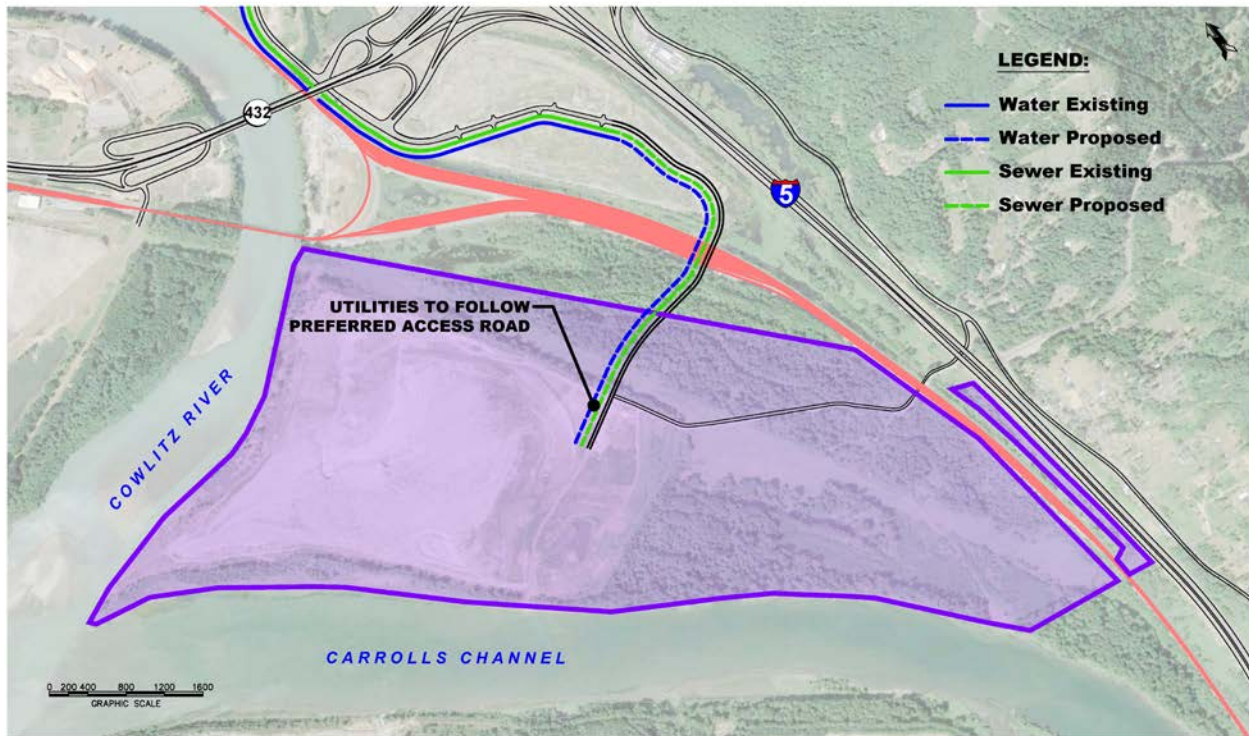 LEGEND:
Water Existing
Water Proposed
Sewer Existing
Sewer Proposed
432
5
UTILITIES TO FOLLOW
PREFERRED ACCESS ROAD
COWLITZ RIVER
CARROLLS CHANNEL
0 200 400 800 1200 1600
GRAPHIC SCALE